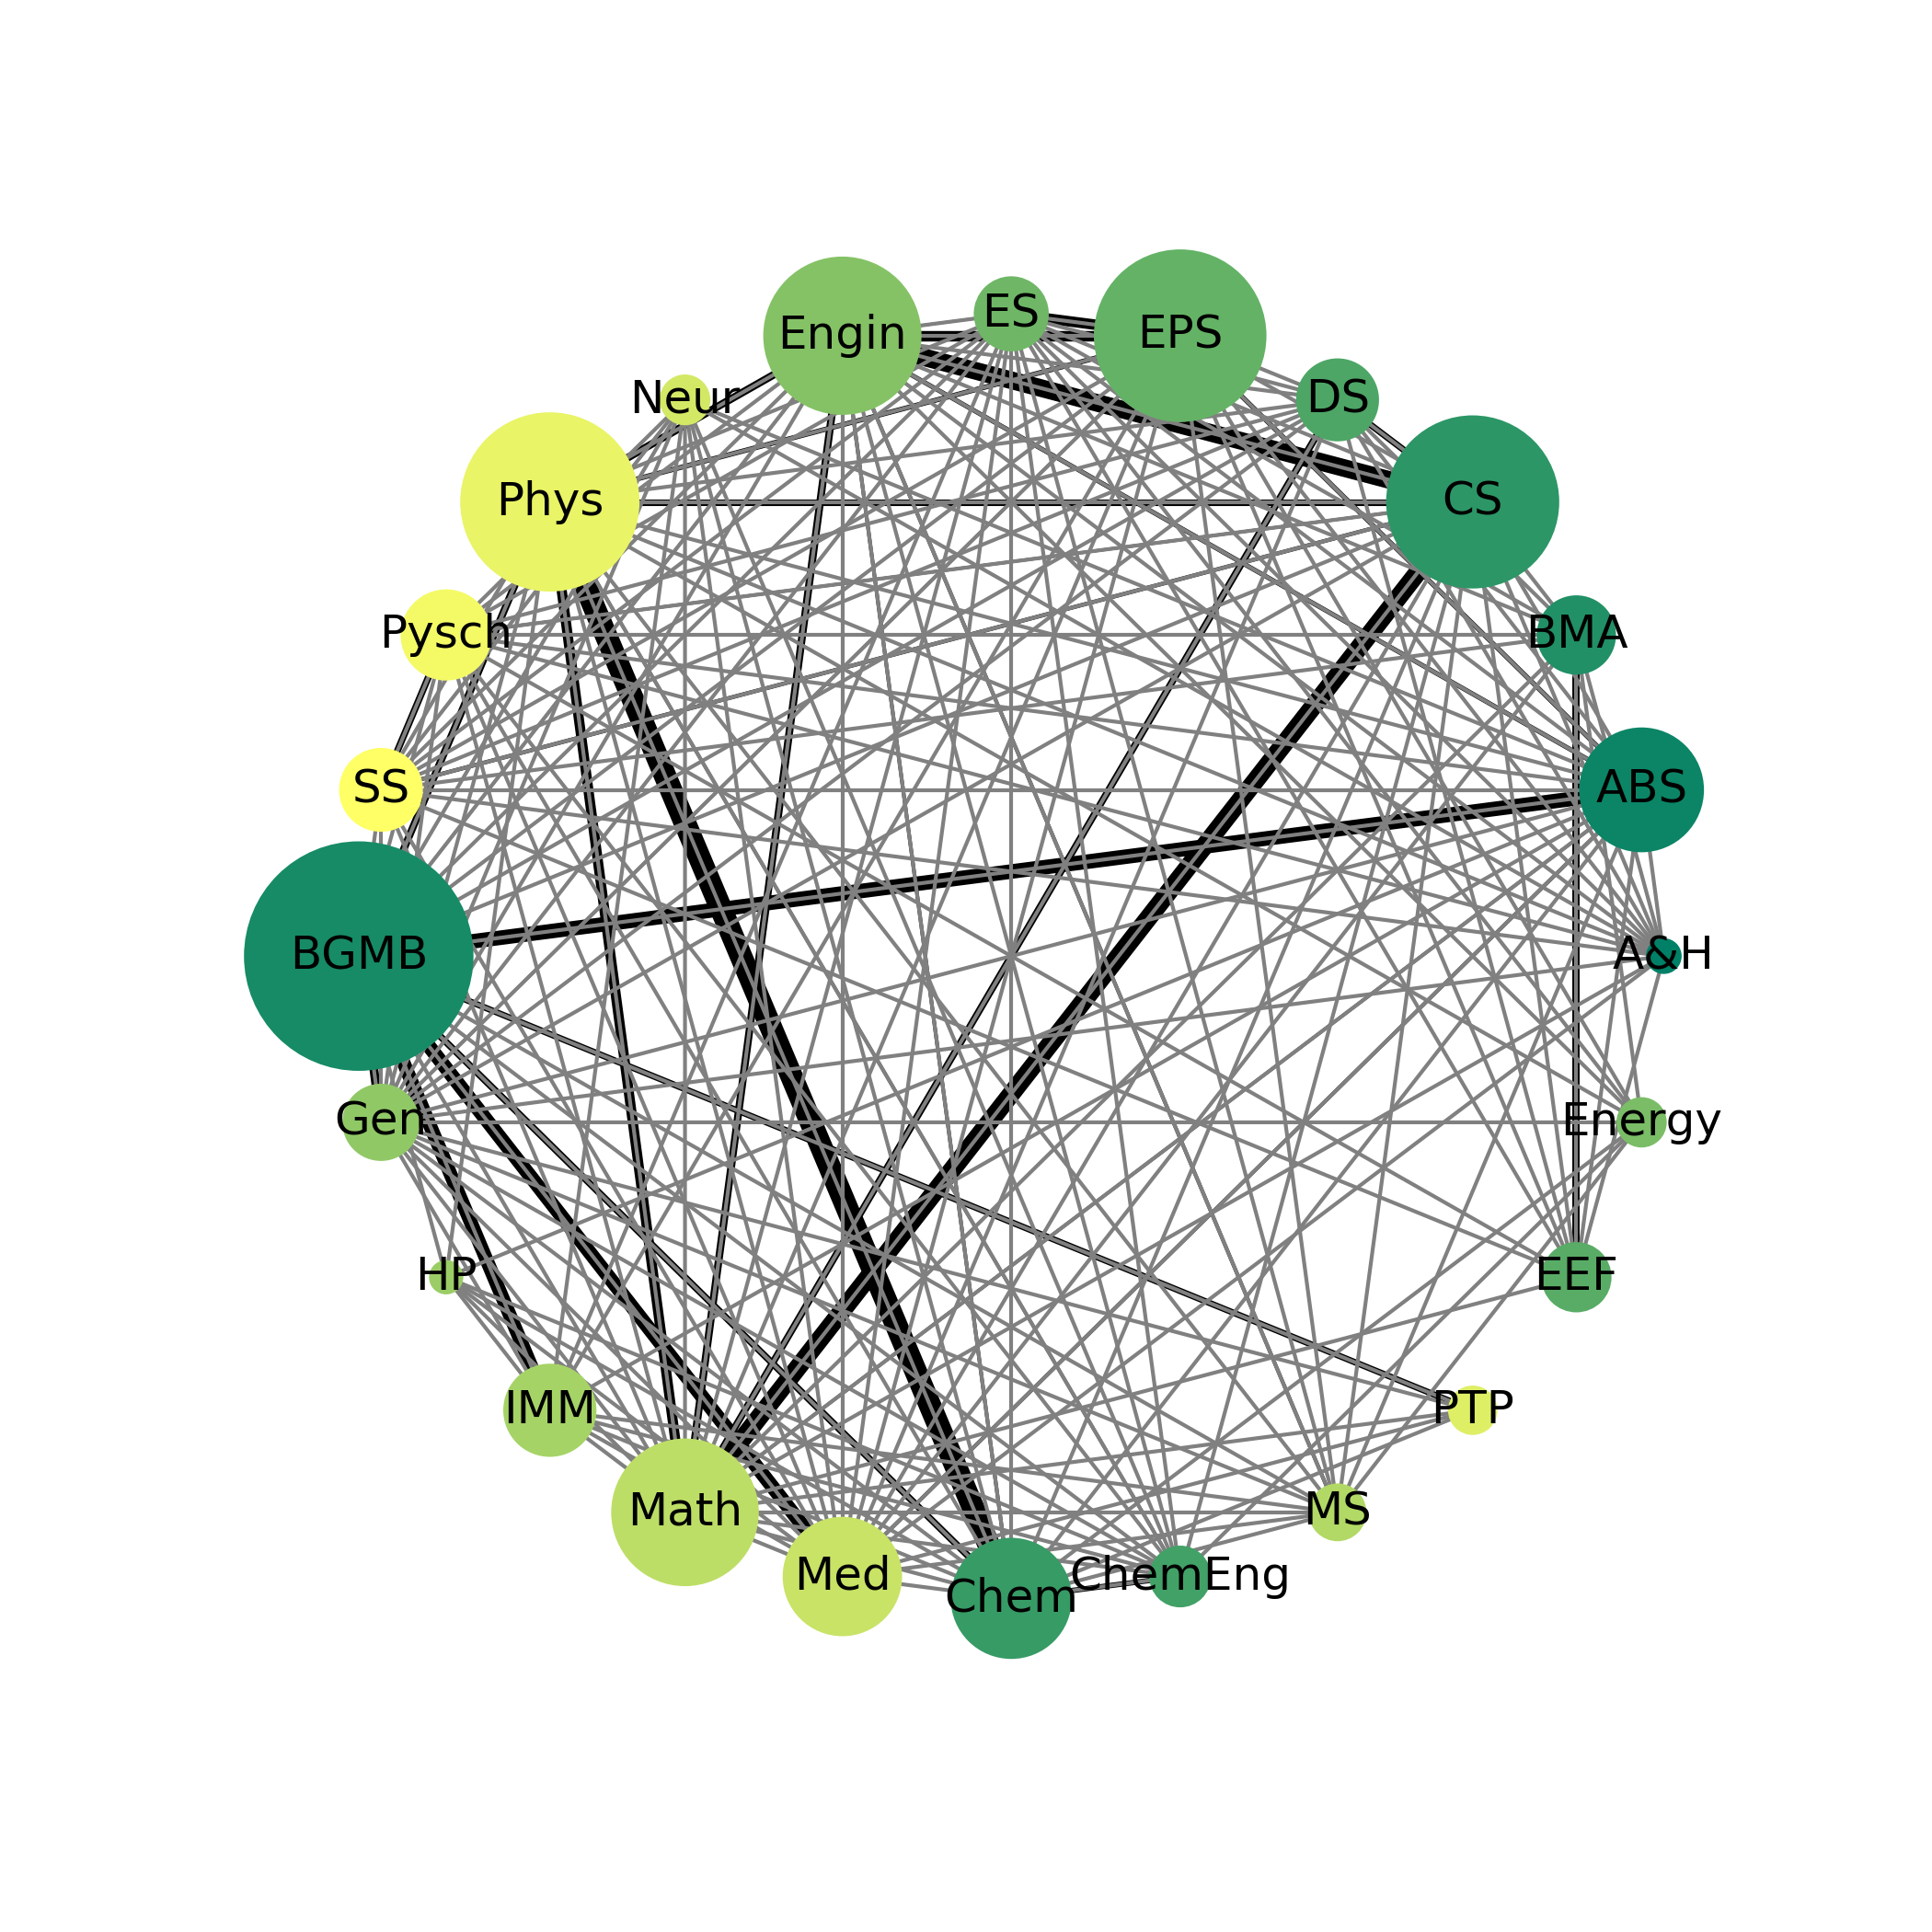 ES
EPS
Engin
DS
Neur
CS
Phys
Pysch
BMA
SS
ABS
BGMB
A&H
Gen
Energy
HP
EEF
IMM
PTP
Math
MS
Med
ChemEng
Chem